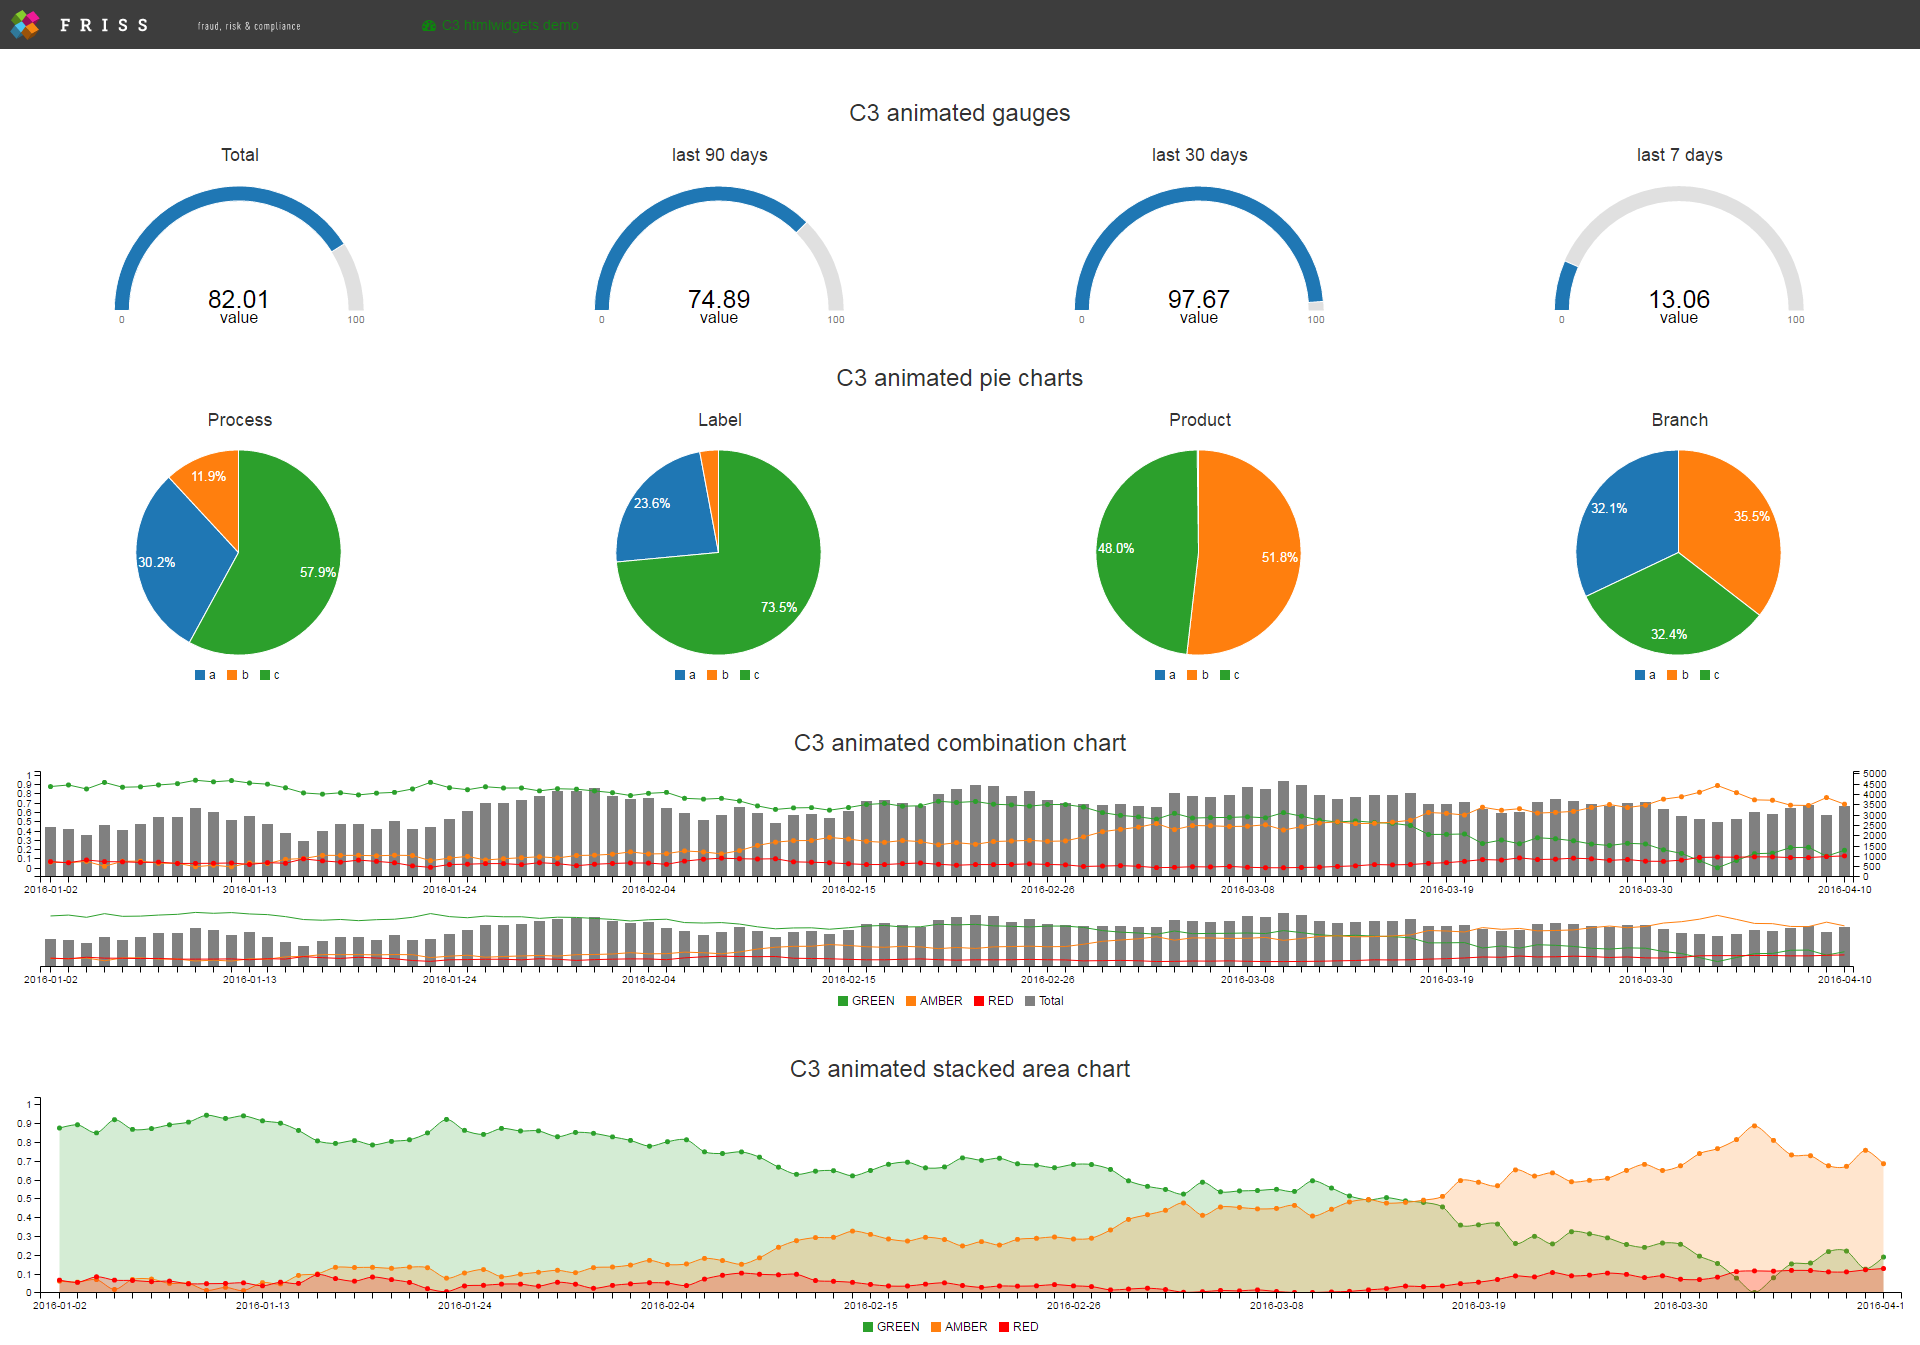 FRISS fraud, risk & compliance C3 htmlwidgets demo
C3 animated gauges
Total last 90 days last 30 days last 7 days
82.01 74.89 97.67 13.06
value value value value
0 100 0 100 0 100 0 100
C3 animated pie charts
Process Label Product Branch
11.9% 30.2% 57.9%
23.6% 73.5%
48.0% 51.8%
32.1% 35.5% 32.4%
a b c a b c a b c a b c
C3 animated combination chart
1
0.9
0.8
0.7
0.6
0.5
0.4
0.3
0.2
0.1
0
5000
4500
4000
3500
3000
2500
2000
1500
1000
500
0
2016-01-02 2016-01-13 2016-01-24 2016-02-04 2016-02-15 2016-02-26 2016-03-08 2016-03-19 2016-03-30 2016-04-10
2016-01-02 2016-01-13 2016-01-24 2016-02-04 2016-02-15 2016-02-26 2016-03-08 2016-03-19 2016-03-30 2016-04-10
GREEN AMBER RED Total
C3 animated stacked area chart
1
0.9
0.8
0.7
0.6
0.5
0.4
0.3
0.2
0.1
0
2016-01-02 2016-01-13 2016-01-24 2016-02-04 2016-02-15 2016-02-26 2016-03-08 2016-03-19 2016-03-30 2016-04-1
GREEN AMBER RED